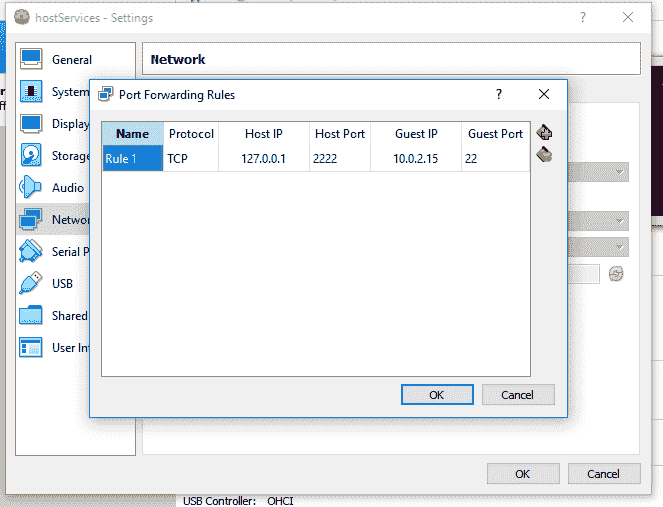 hostServices - Settings
General
System
Display
Storage
Audio
Network
Serial P
USB
Shared
User Int
Network
Port Forwarding Rules
Name Protocol Host IP Host Port Guest IP Guest Port
Rule 1 TCP 127.0.0.1 2222 10.0.2.15 22
OK Cancel
OK Cancel
USB Controller: OHCI